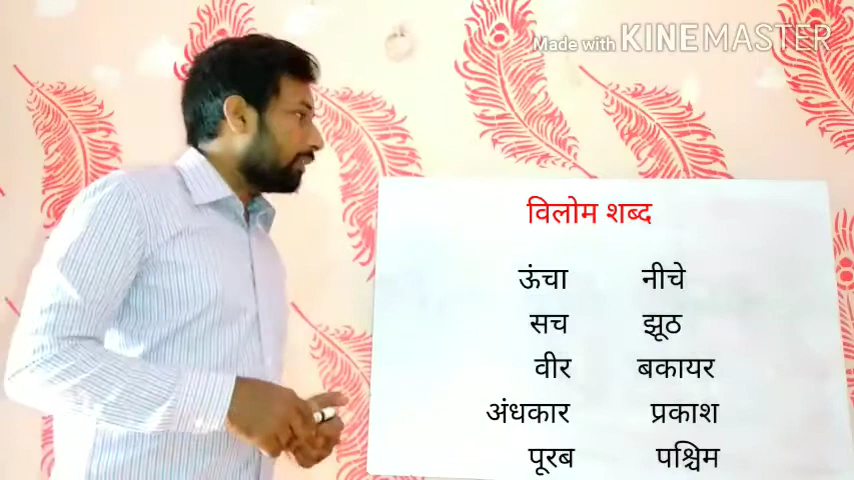 Made with KINEMASTER
विलोम शब्द
ऊंचा नीचे
सच झूठ
वीर बकायर
अंधकार प्रकाश
पूरब पश्चिम